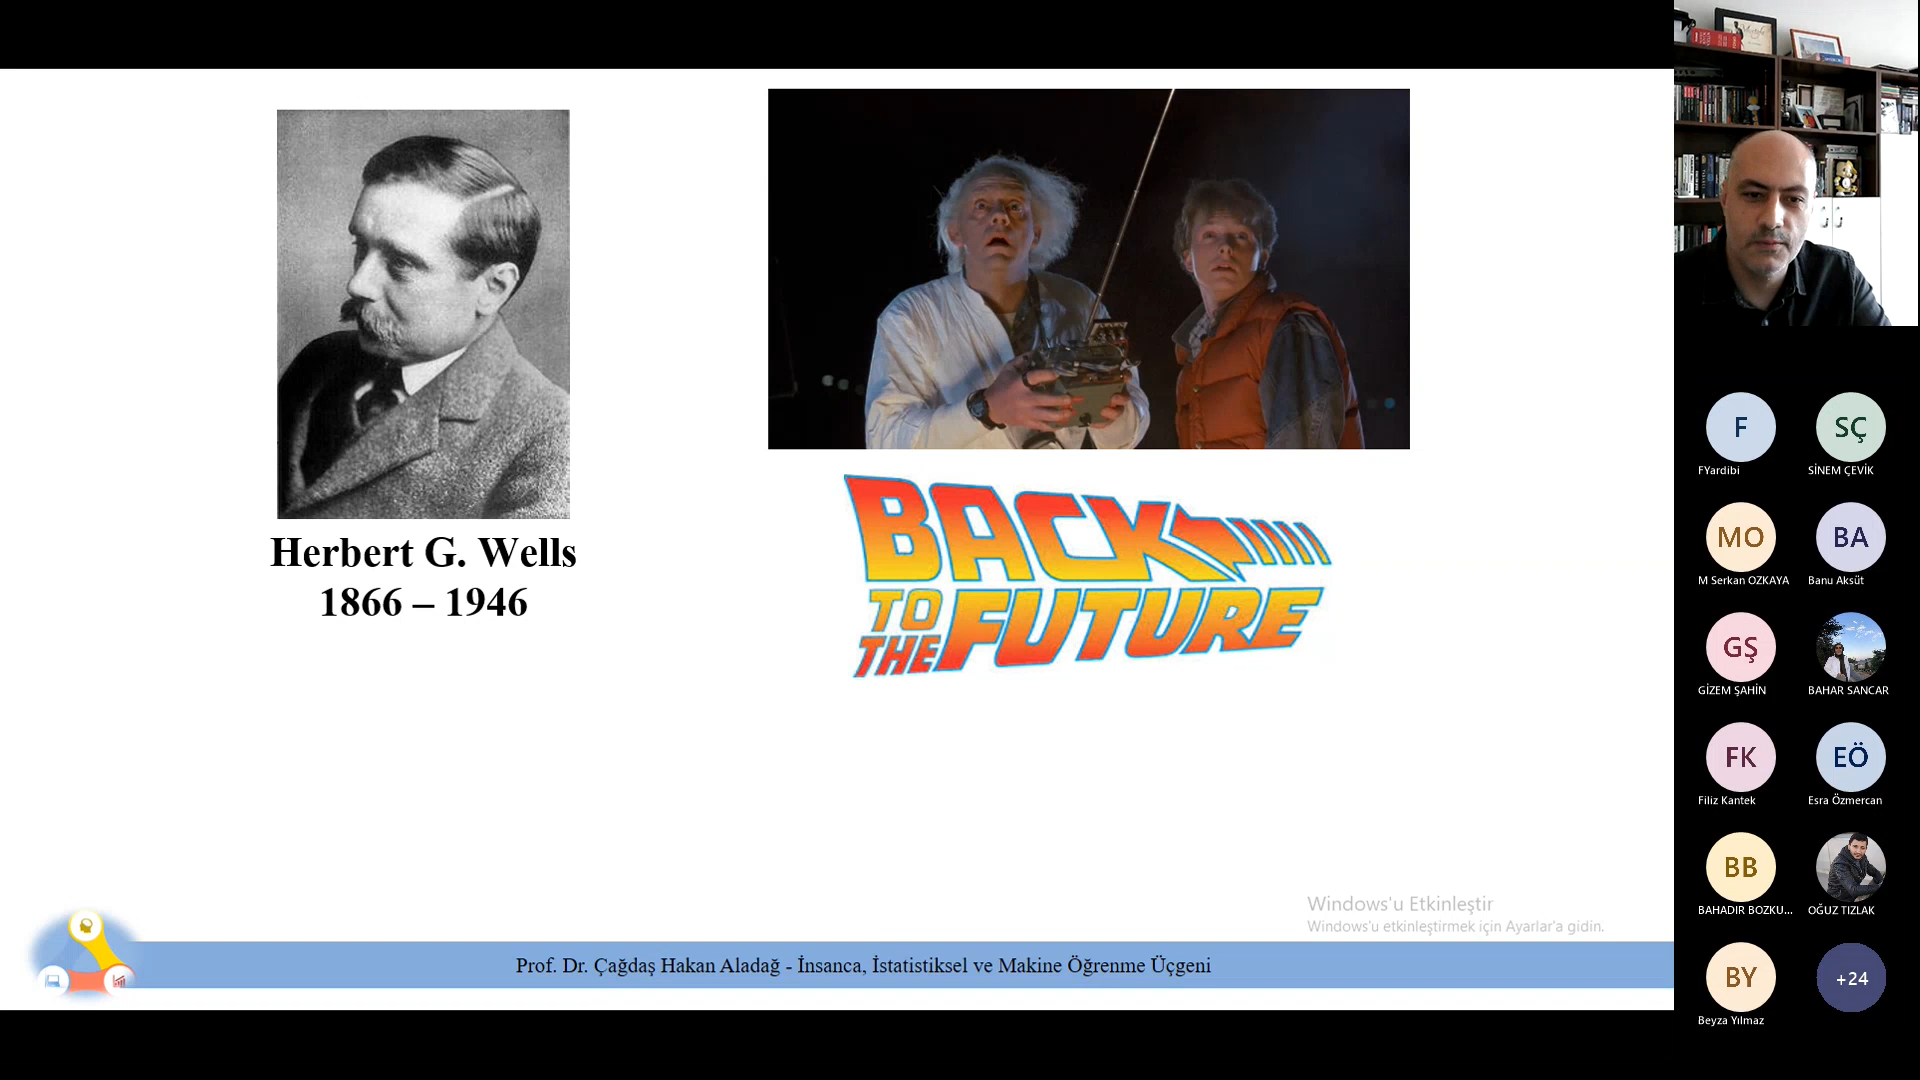 Herbert G. Wells
1866 – 1946
BACK
TO
THE
FUTURE
Windows'u Etkinleştir
Windows'u etkinleştirmek için Ayarlar'a gidin.
Prof. Dr. Çağdaş Hakan Aladağ - İnsanca, İstatistiksel ve Makine Öğrenme Üçgeni
F
FYardibi
SÇ
SİNEM ÇEVİK
MO
M Serkan OZKAYA
BA
Banu Aksüt
GŞ
GİZEM ŞAHİN
BAHAR SANCAR
FK
Filiz Kantek
EÖ
Esra Özmercan
BB
BAHADIR BOZKU...
OĞUZ TIZLAK
BY
Beyza Yılmaz
+24